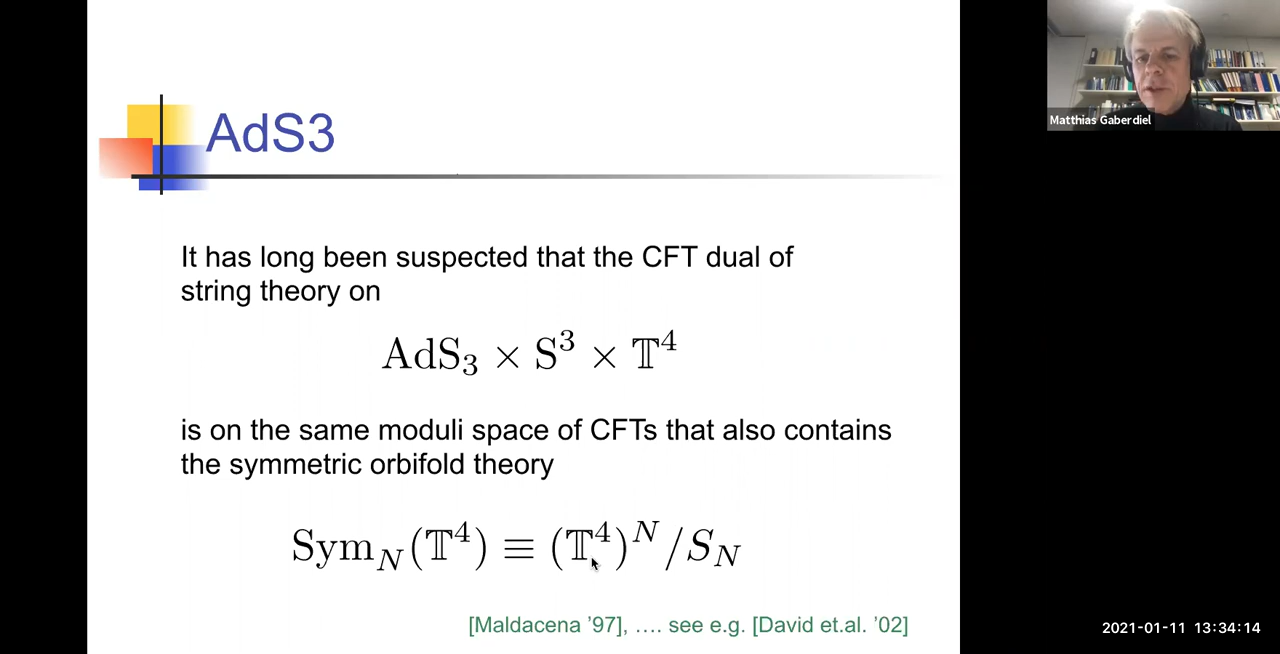 AdS3
Matthias Gaberdiel
It has long been suspected that the CFT dual of
string theory on
AdS₃ × S³ × 𝕋⁴
is on the same moduli space of CFTs that also contains
the symmetric orbifold theory
Sym_N(𝕋⁴) ≡ (𝕋⁴)^N/S_N
[Maldacena ’97], …. see e.g. [David et.al. ’02]
2021-01-11 13:34:14